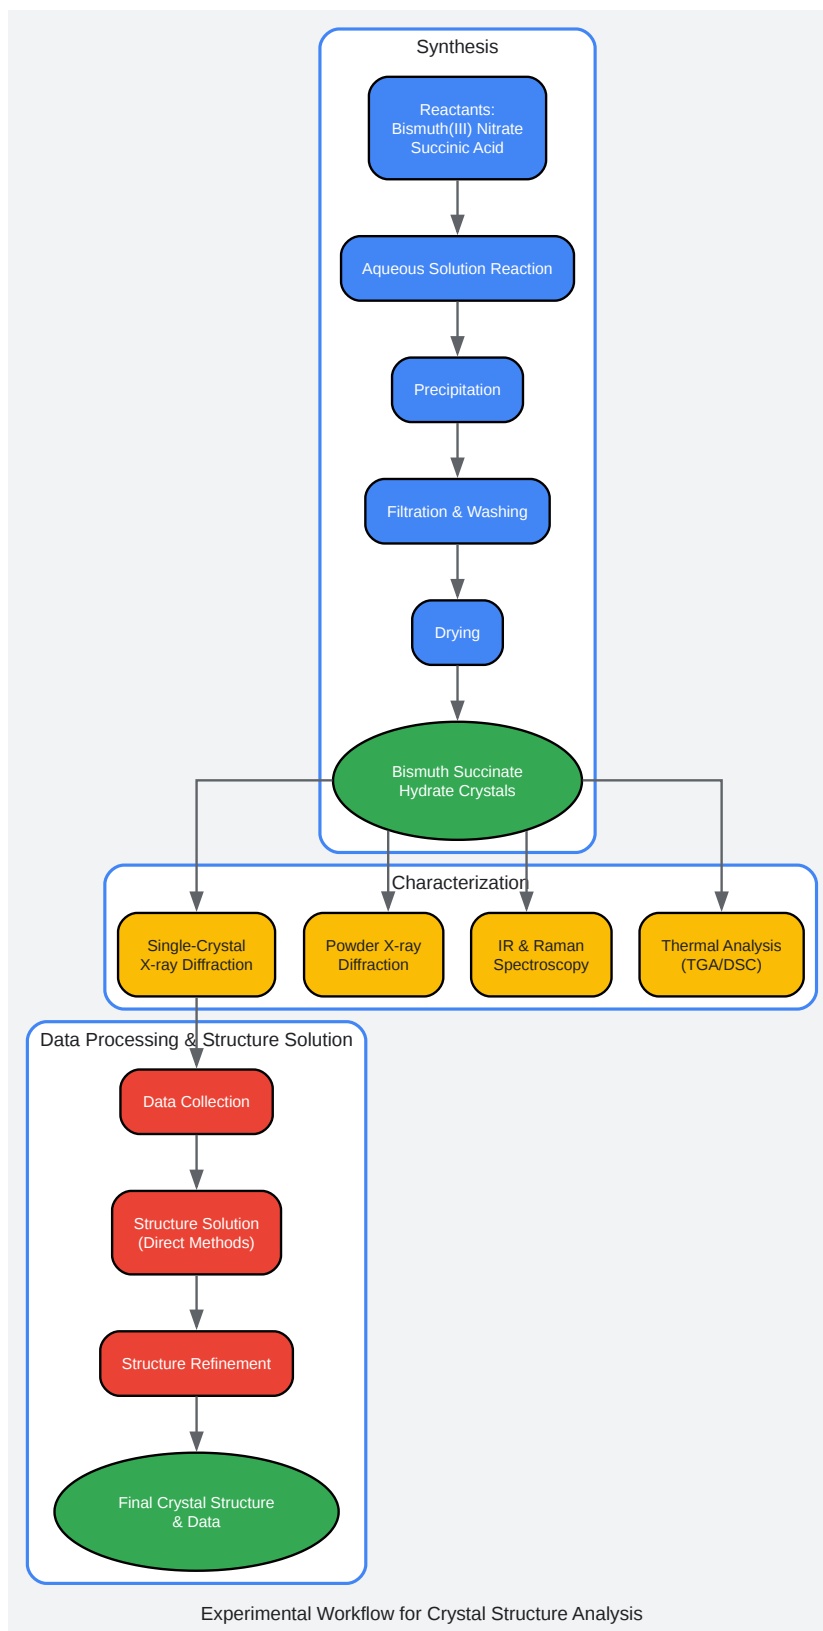 Synthesis
Reactants:
Bismuth(III) Nitrate
Succinic Acid
Aqueous Solution Reaction
Precipitation
Filtration & Washing
Drying
Bismuth Succinate
Hydrate Crystals
Characterization
Single-Crystal
X-ray Diffraction
Powder X-ray
Diffraction
IR & Raman
Spectroscopy
Thermal Analysis
(TGA/DSC)
Data Processing & Structure Solution
Data Collection
Structure Solution
(Direct Methods)
Structure Refinement
Final Crystal Structure
& Data
Experimental Workflow for Crystal Structure Analysis